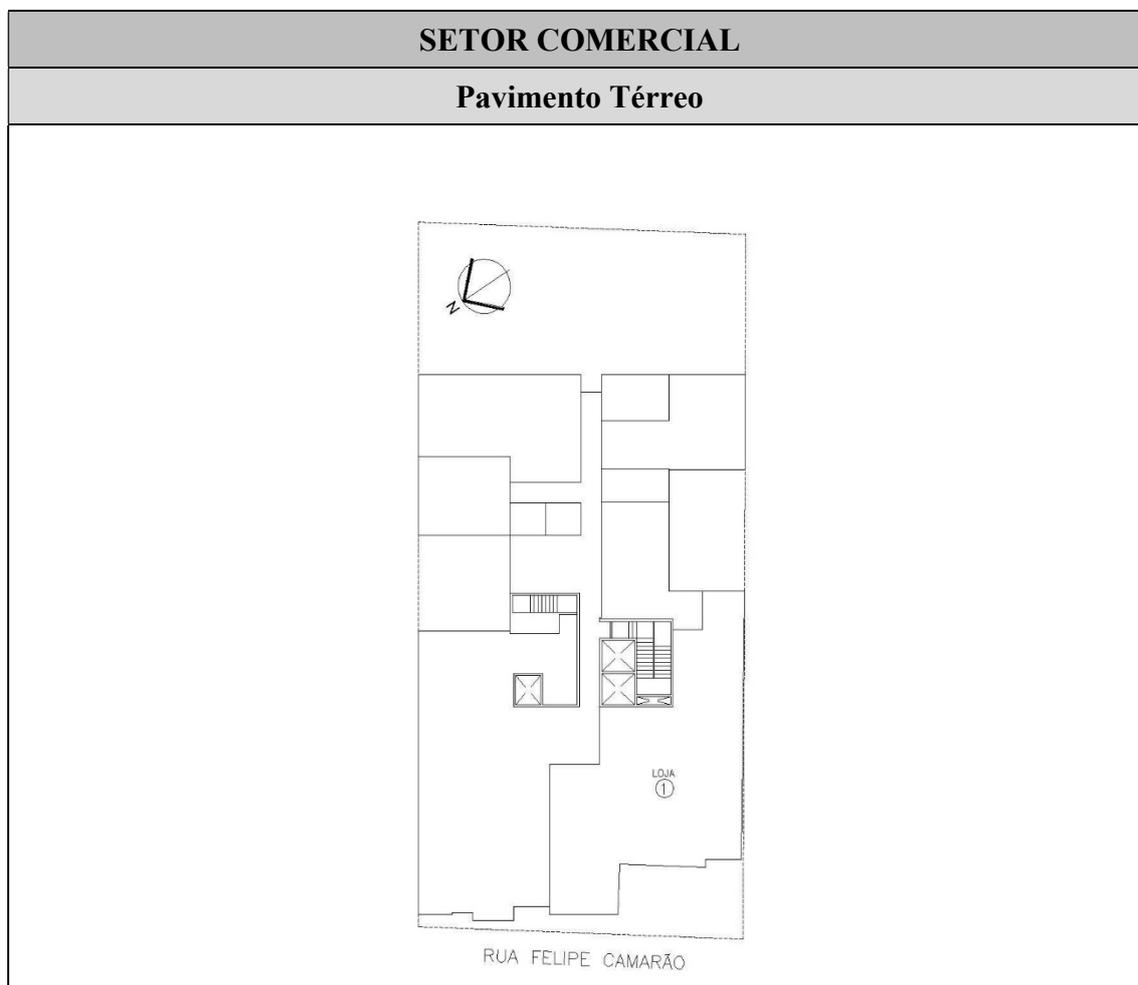 SETOR COMERCIAL
Pavimento Térreo
N
LOJA
1
RUA FELIPE CAMARÃO